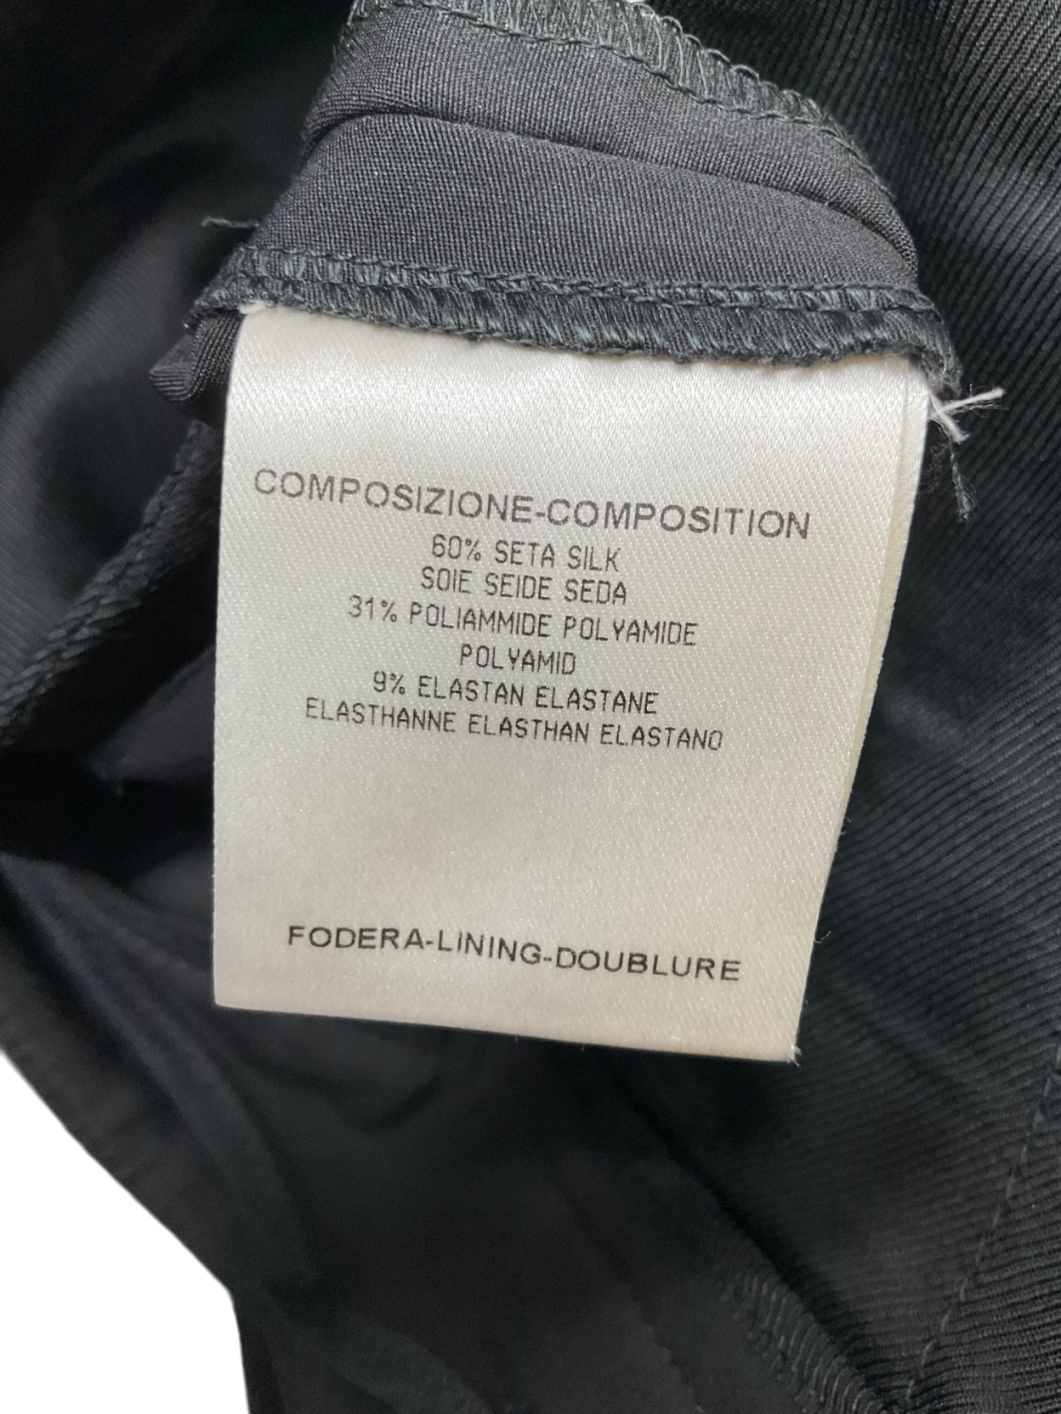 COMPOSIZIONE-COMPOSITION
60% SETA SILK
SOIE SEIDE SEDA
31% POLIAMMIDE POLYAMIDE
POLYAMID
9% ELASTAN ELASTANE
ELASTHANNE ELASTHAN ELASTANO
FODERA-LINING-DOUBLURE